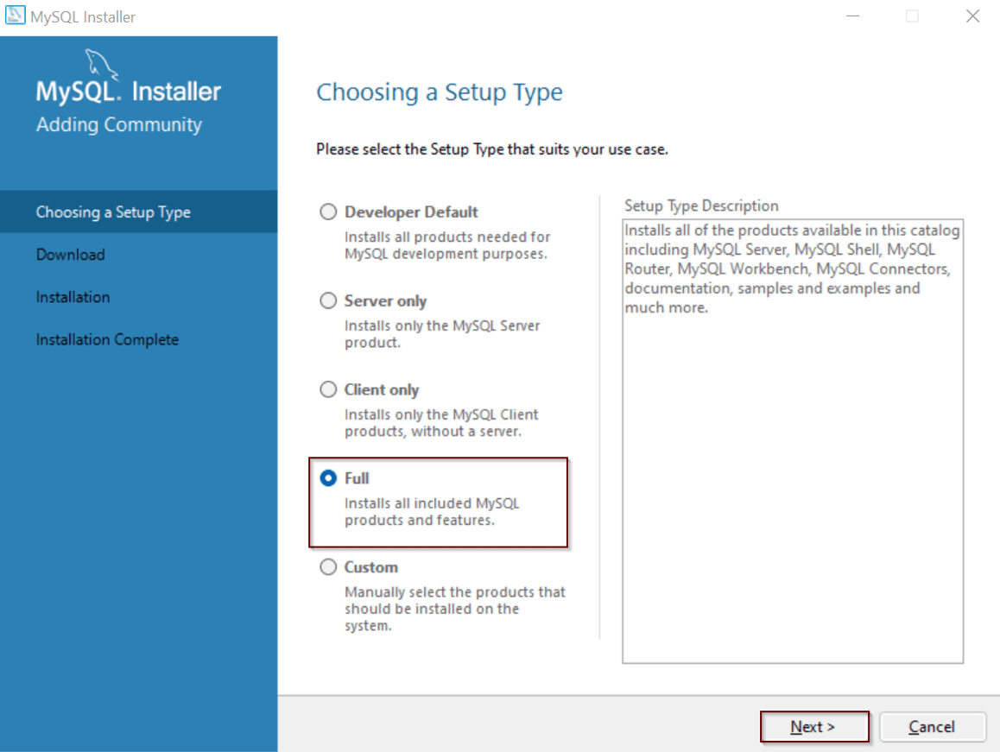 MySQL Installer
MySQL. Installer
Adding Community
Choosing a Setup Type
Download
Installation
Installation Complete
Choosing a Setup Type
Please select the Setup Type that suits your use case.
Developer Default
Installs all products needed for
MySQL development purposes.
Server only
Installs only the MySQL Server
product.
Client only
Installs only the MySQL Client
products, without a server.
Full
Installs all included MySQL
products and features.
Custom
Manually select the products that
should be installed on the
system.
Setup Type Description
Installs all of the products available in this catalog
including MySQL Server, MySQL Shell, MySQL
Router, MySQL Workbench, MySQL Connectors,
documentation, samples and examples and
much more.
Next >
Cancel